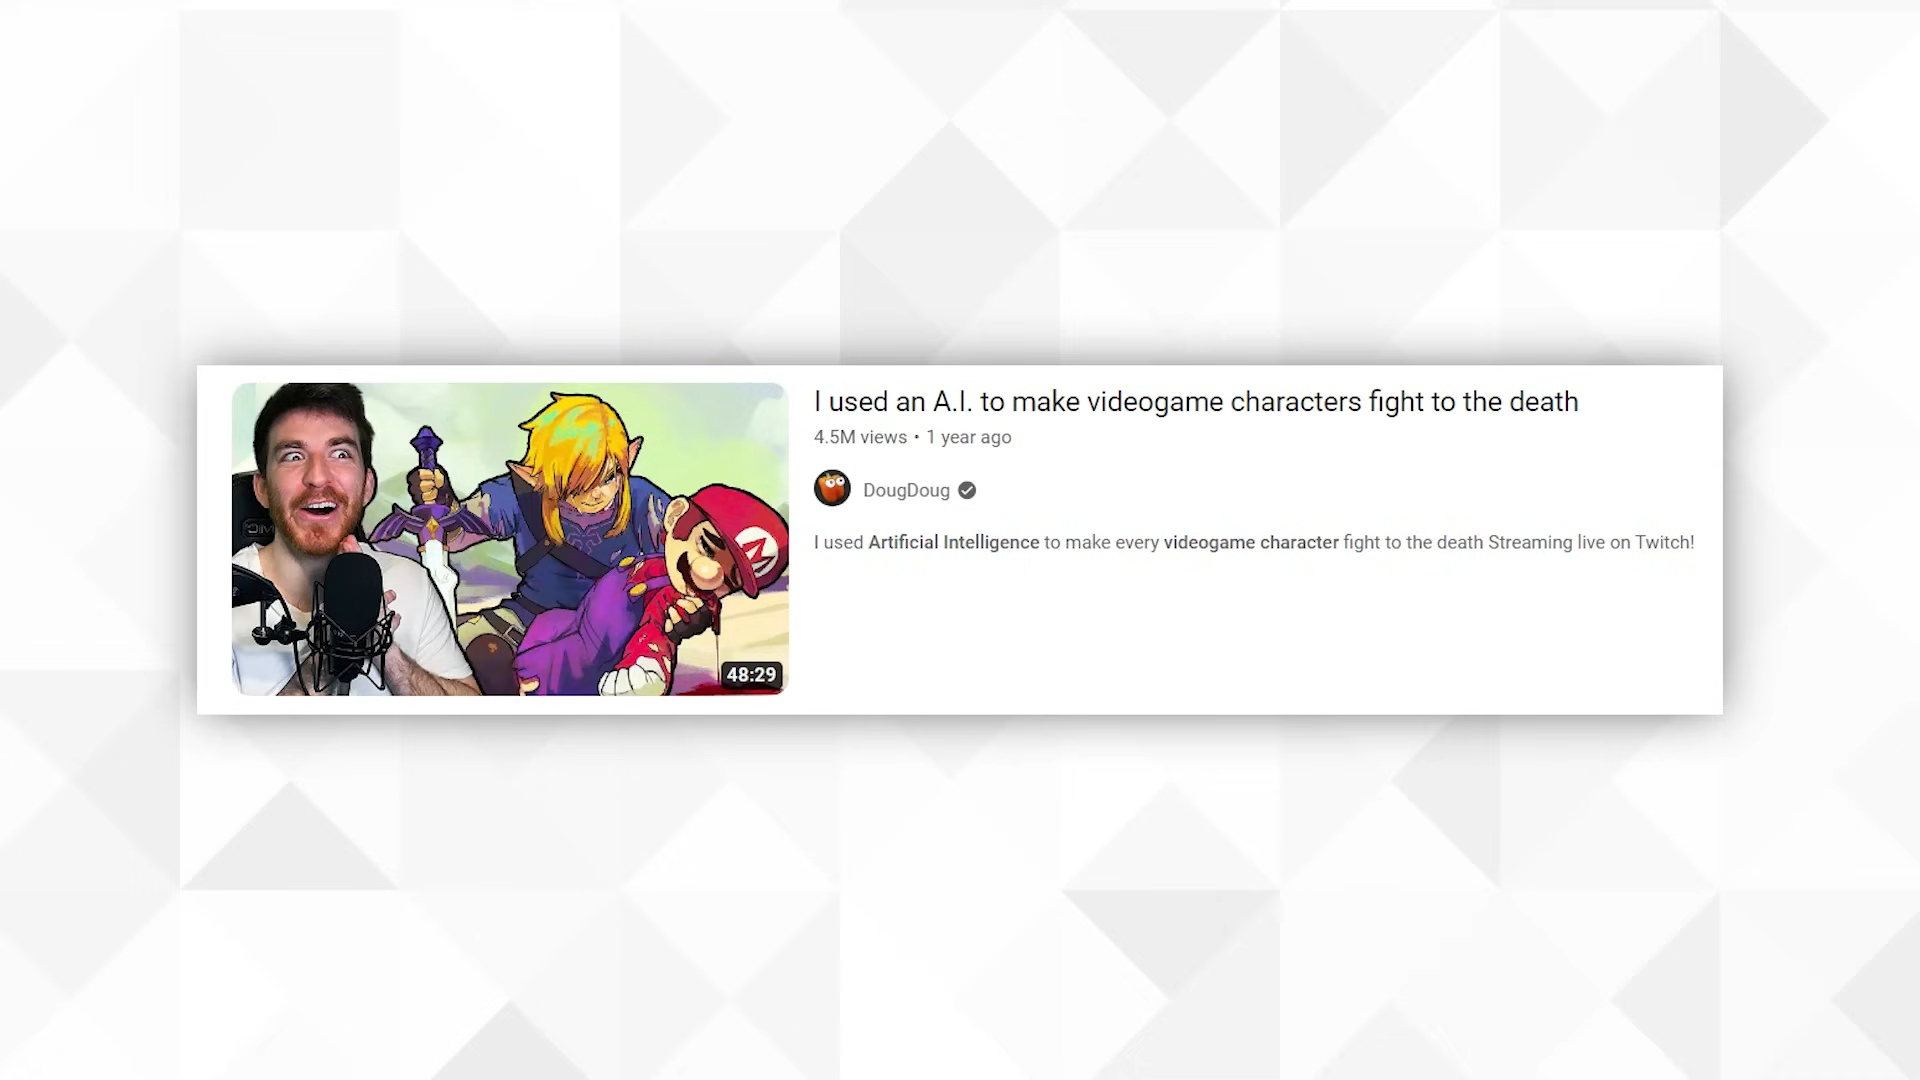 I used an A.I. to make videogame characters fight to the death
4.5M views • 1 year ago
DougDoug
I used Artificial Intelligence to make every videogame character fight to the death Streaming live on Twitch!
M
48:29